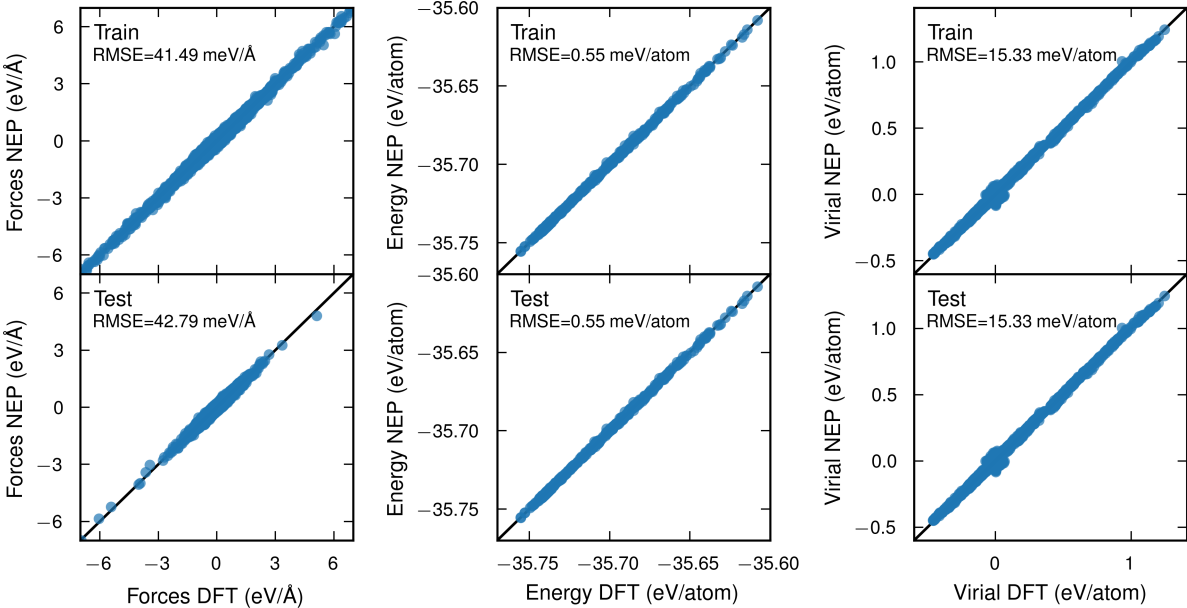 Train
RMSE=41.49 meV/Å
Forces NEP (eV/Å)
6
3
0
−3
−6
Train
RMSE=0.55 meV/atom
Energy NEP (eV/atom)
−35.60
−35.65
−35.70
−35.75
Train
RMSE=15.33 meV/atom
Virial NEP (eV/atom)
1.0
0.5
0.0
−0.5
Test
RMSE=42.79 meV/Å
Forces NEP (eV/Å)
6
3
0
−3
−6
−6
−3
0
3
6
Forces DFT (eV/Å)
Test
RMSE=0.55 meV/atom
Energy NEP (eV/atom)
−35.60
−35.65
−35.70
−35.75
−35.75
−35.70
−35.65
−35.60
Energy DFT (eV/atom)
Test
RMSE=15.33 meV/atom
Virial NEP (eV/atom)
1.0
0.5
0.0
−0.5
0
1
Virial DFT (eV/atom)